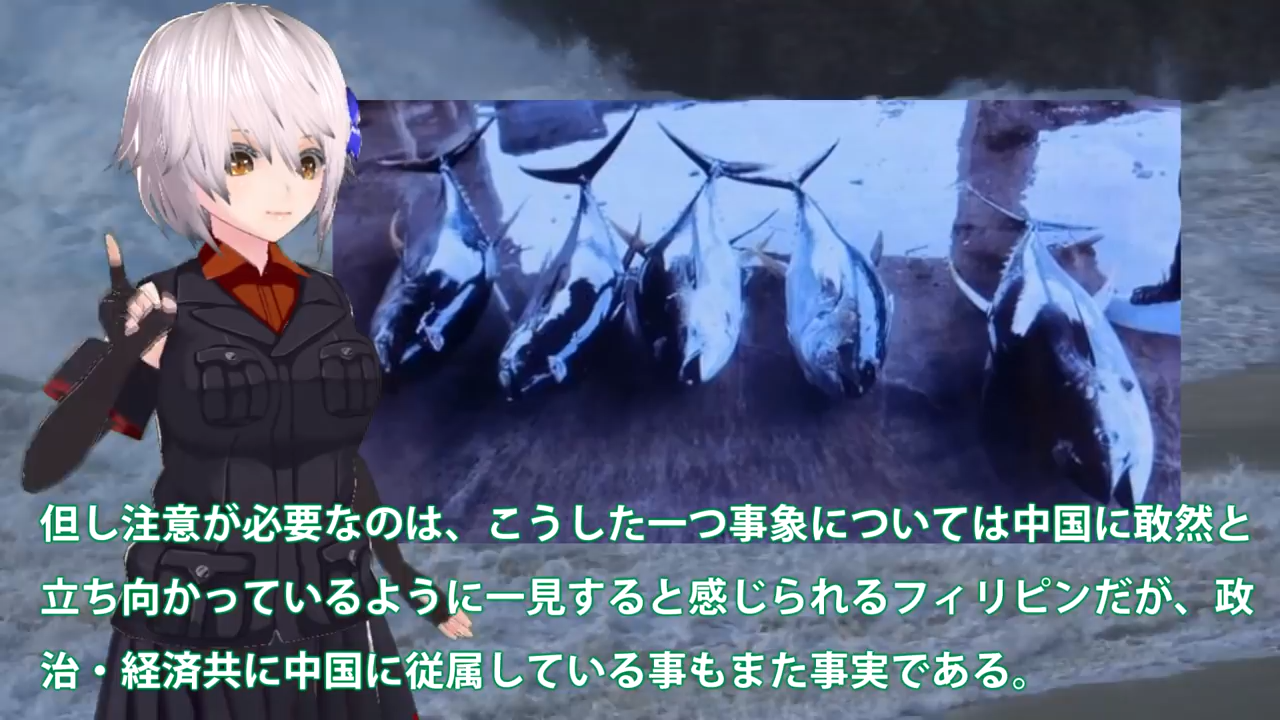 但し注意が必要なのは、こうした一つ事象については中国に敢然と
立ち向かっているように一見すると感じられるフィリピンだが、政
治・経済共に中国に従属している事もまた事実である。